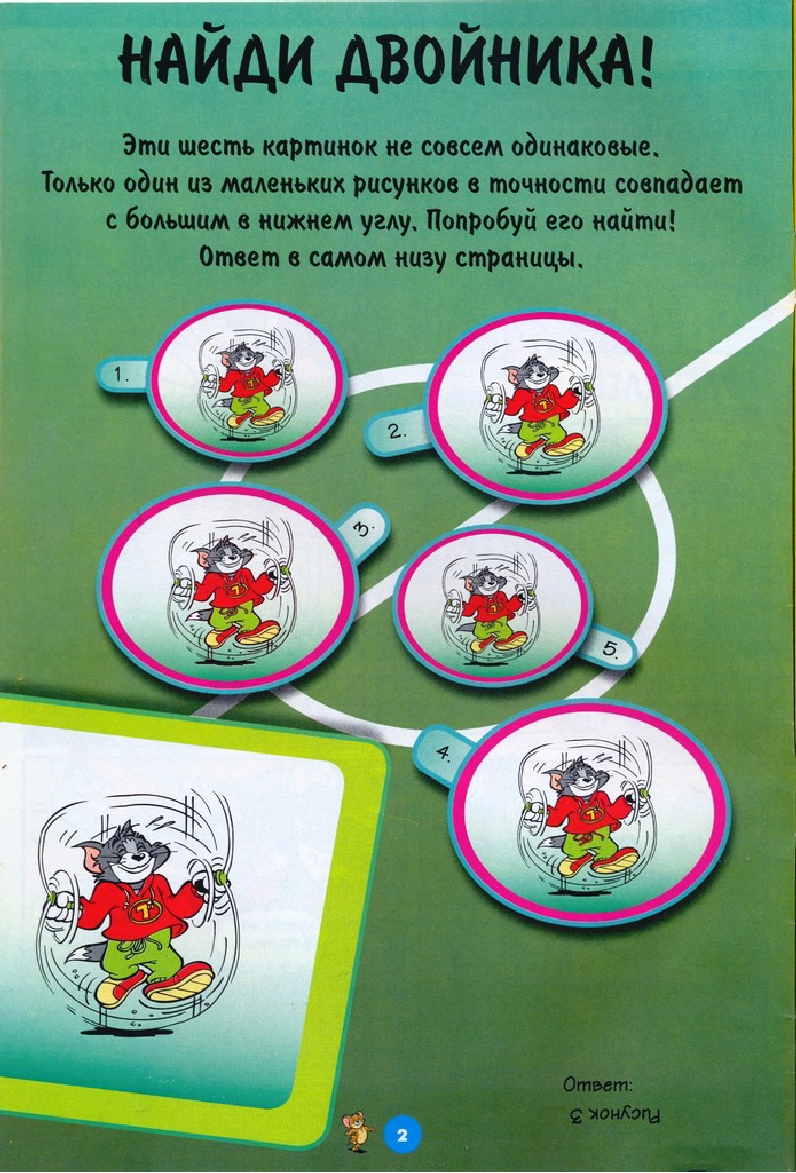 НАЙДИ ДВОЙНИКА!
Эти шесть картинок не совсем одинаковые.
Только один из маленьких рисунков в точности совпадает
с большим в нижнем углу. Попробуй его найти!
Ответ в самом низу страницы.
1.
2.
3.
5.
4.
T
Ответ:
Рисунок 3
2